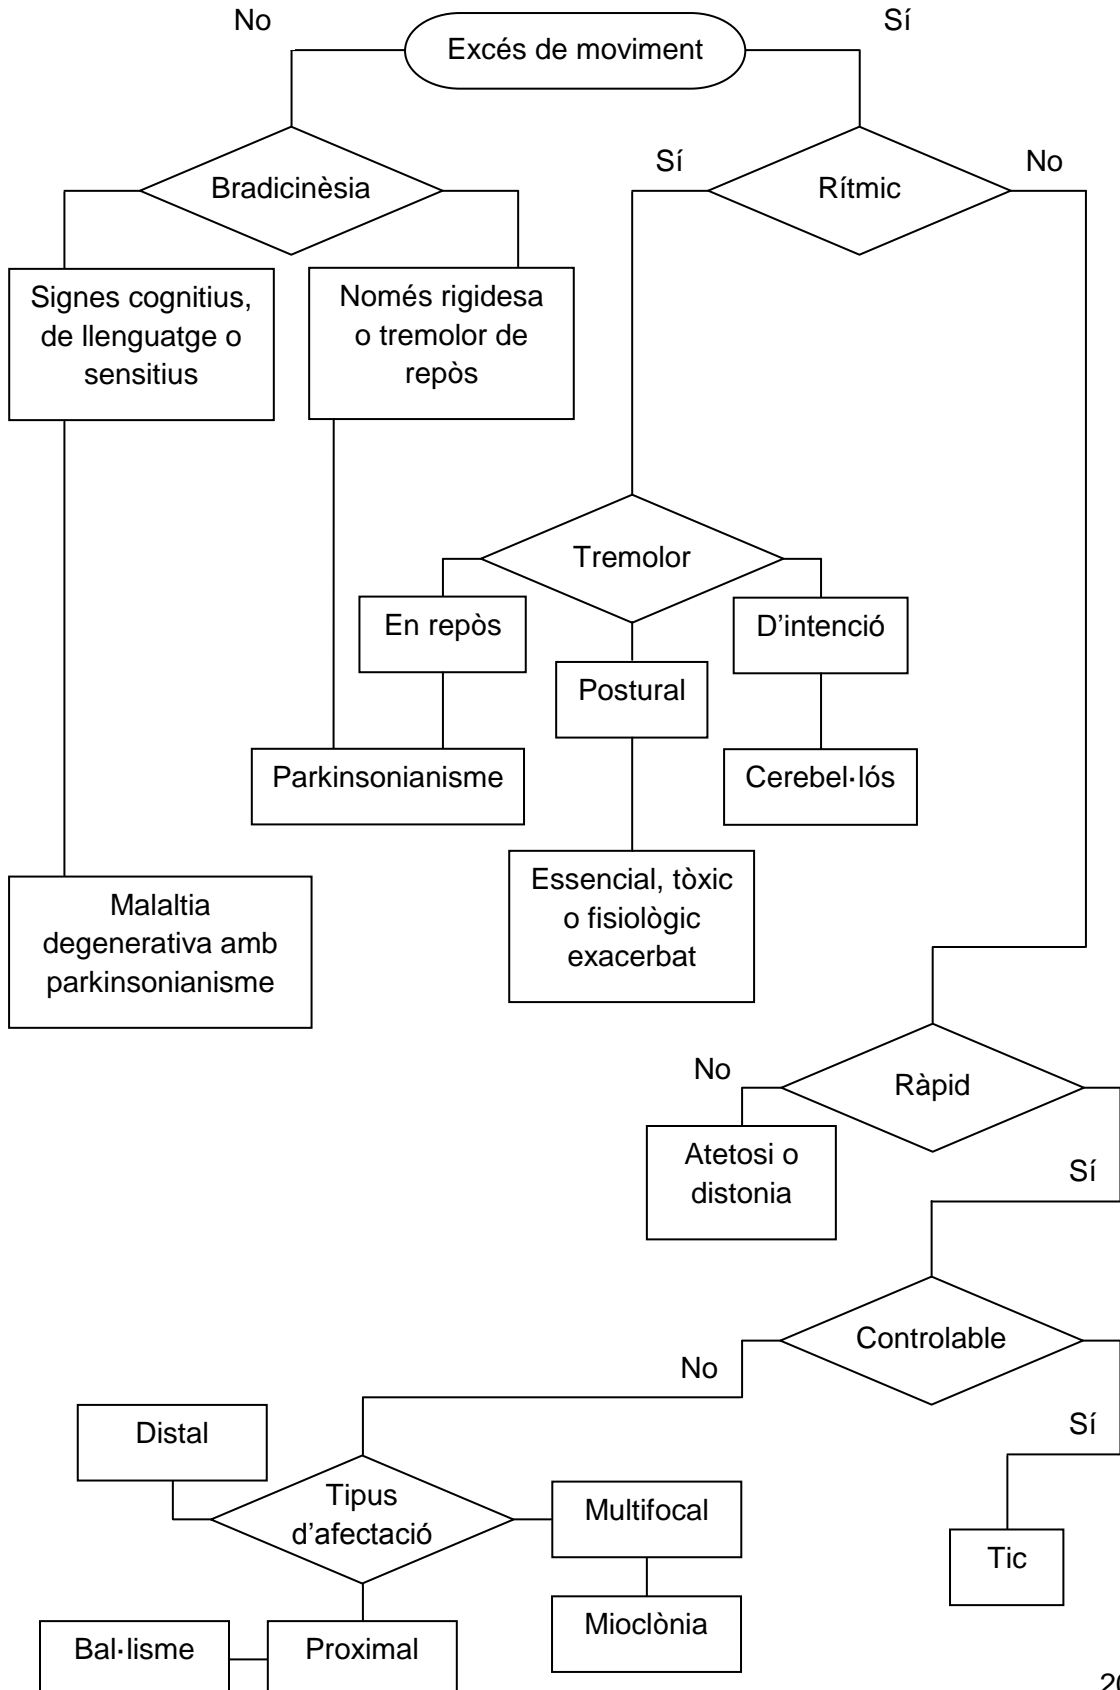 No
Sí
Excés de moviment
Sí
No
Bradicinèsia
Rítmic
Signes cognitius,
de llenguatge o
sensitius
Només rigidesa
o tremolor de
repòs
Tremolor
En repòs
D’intenció
Postural
Parkinsonianisme
Cerebel·lós
Essencial, tòxic
o fisiològic
exacerbat
Malaltia
degenerativa amb
parkinsonianisme
No
Ràpid
Atetosi o
distonia
Sí
Controlable
No
Sí
Distal
Tipus
d’afectació
Multifocal
Tic
Mioclònia
Bal·lisme
Proximal